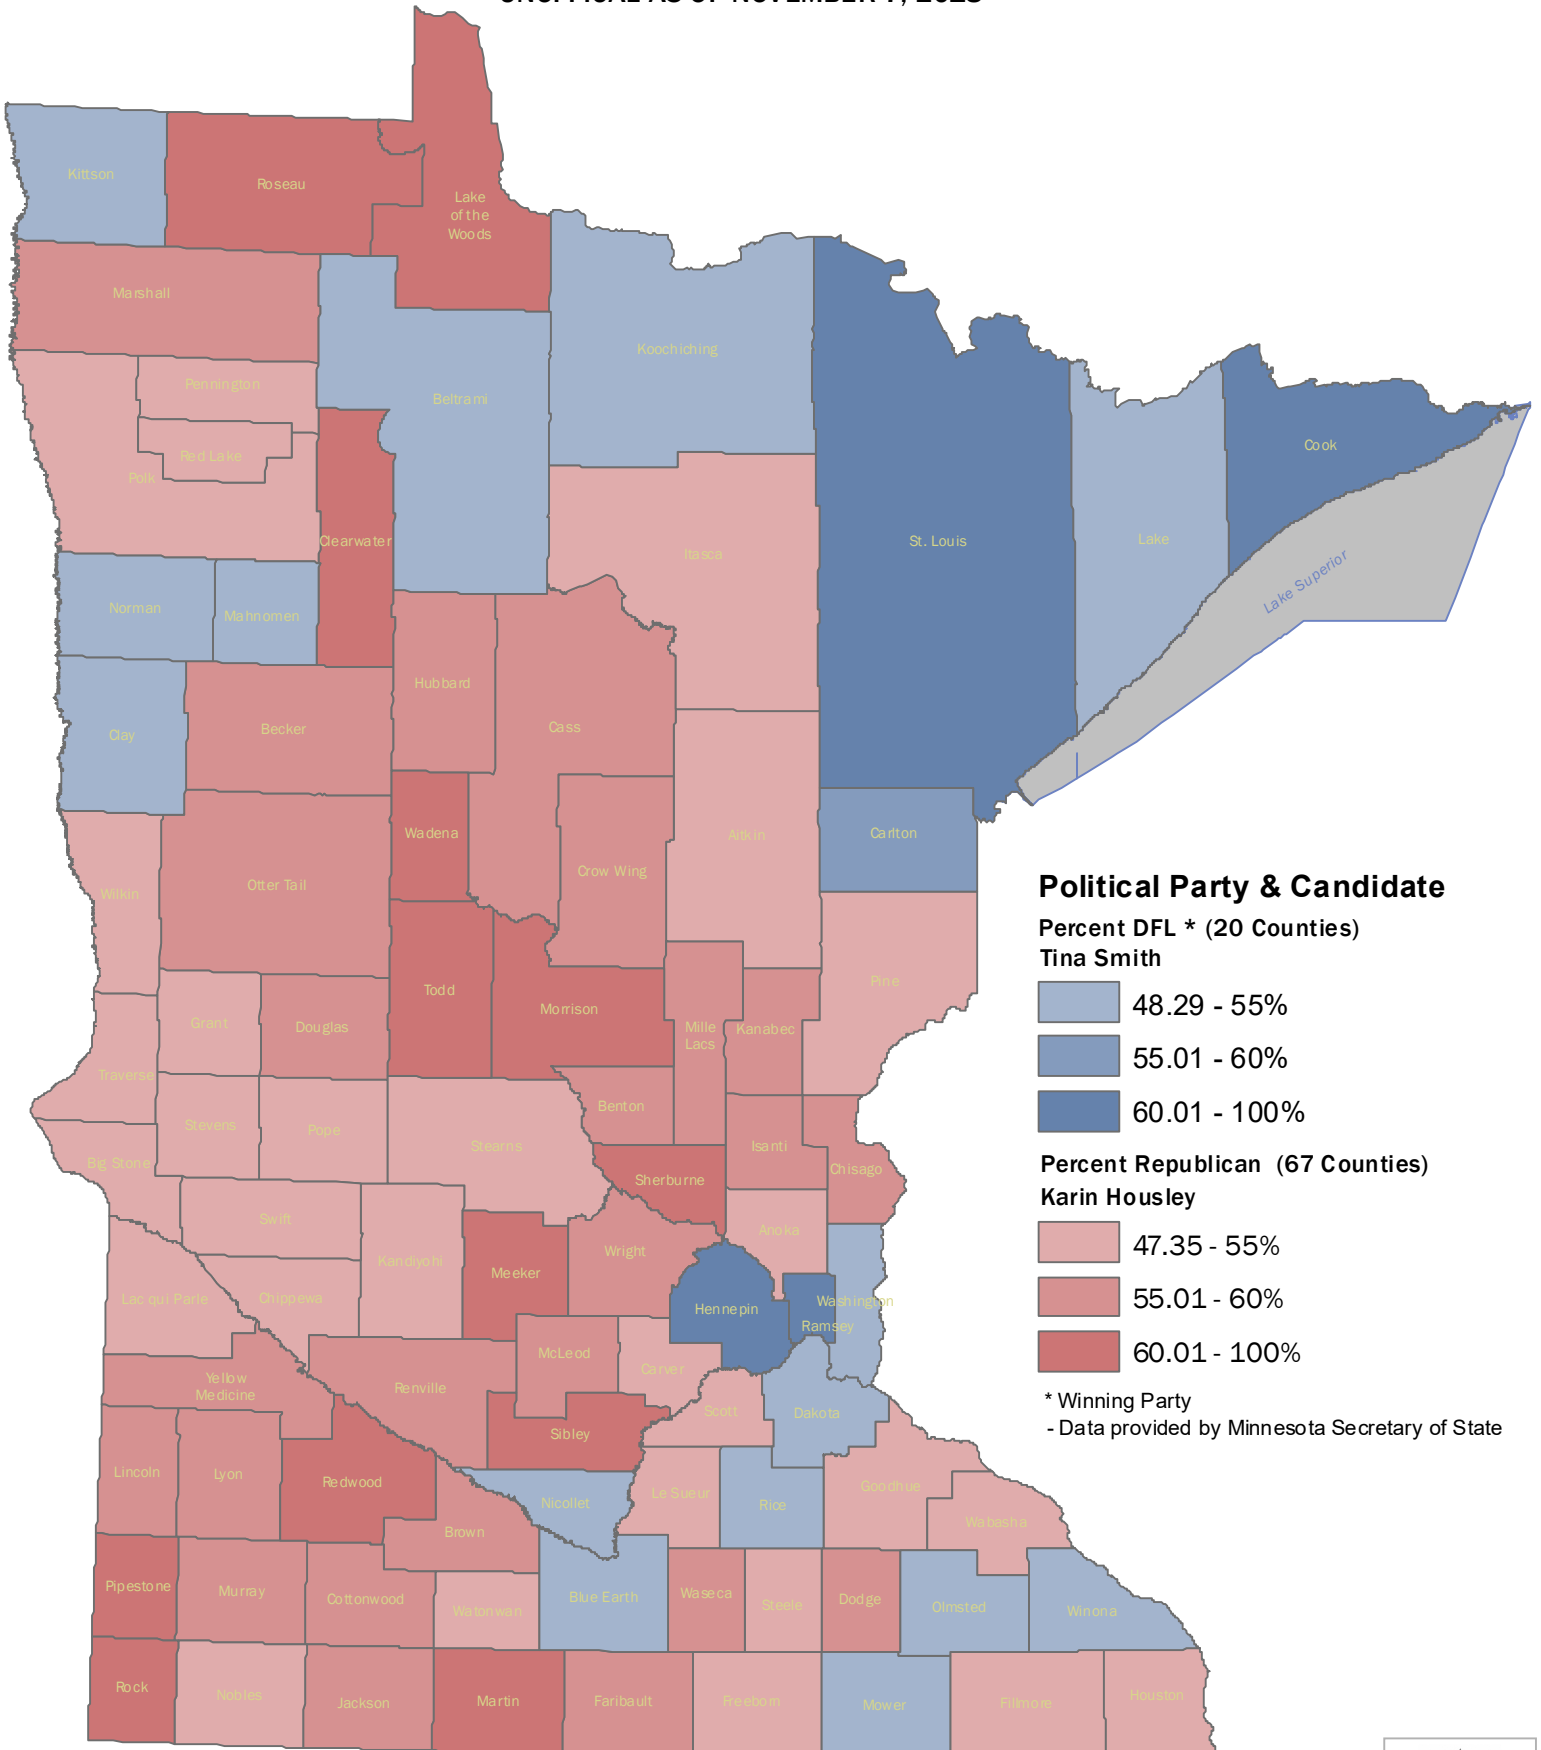 Kittson
Roseau
Lake
of the
Woods
Marshall
Koochiching
Pennington
Beltrami
Cook
Red Lake
Polk
Clearwater
St. Louis
Lake
Itasca
Lake Superior
Norman
Mahnomen
Hubbard
Cass
Becker
Clay
Wadena
Aitkin
Carlton
Crow Wing
Otter Tail
Wilkin
Political Party & Candidate
Percent DFL * (20 Counties)
Tina Smith
48.29 - 55%
55.01 - 60%
60.01 - 100%
Percent Republican (67 Counties)
Karin Housley
47.35 - 55%
55.01 - 60%
60.01 - 100%
* Winning Party
- Data provided by Minnesota Secretary of State
Pine
Todd
Morrison
Grant
Douglas
Mille
Lacs
Kanabec
Traverse
Benton
Stevens
Pope
Stearns
Isanti
Big Stone
Chisago
Sherburne
Swift
Anoka
Wright
Kandiyohi
Meeker
Lac qui Parle
Chippewa
Hennepin
Washington
Ramsey
McLeod
Carver
Yellow
Medicine
Renville
Scott
Dakota
Sibley
Lincoln
Lyon
Redwood
Le Sueur
Goodhue
Nicollet
Rice
Wabasha
Brown
Pipestone
Murray
Cottonwood
Watonwan
Blue Earth
Waseca
Steele
Dodge
Olmsted
Winona
Rock
Nobles
Jackson
Martin
Faribault
Freeborn
Mower
Fillmore
Houston